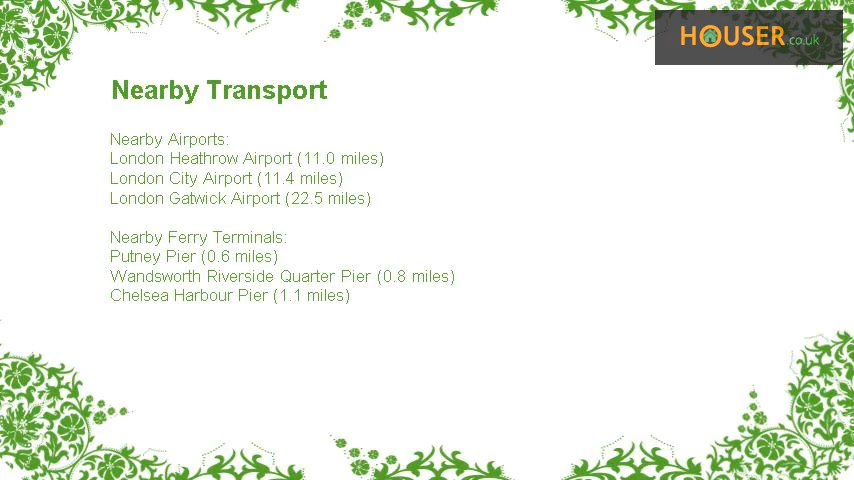 HOUSER.co.uk
Nearby Transport
Nearby Airports:
London Heathrow Airport (11.0 miles)
London City Airport (11.4 miles)
London Gatwick Airport (22.5 miles)
Nearby Ferry Terminals:
Putney Pier (0.6 miles)
Wandsworth Riverside Quarter Pier (0.8 miles)
Chelsea Harbour Pier (1.1 miles)